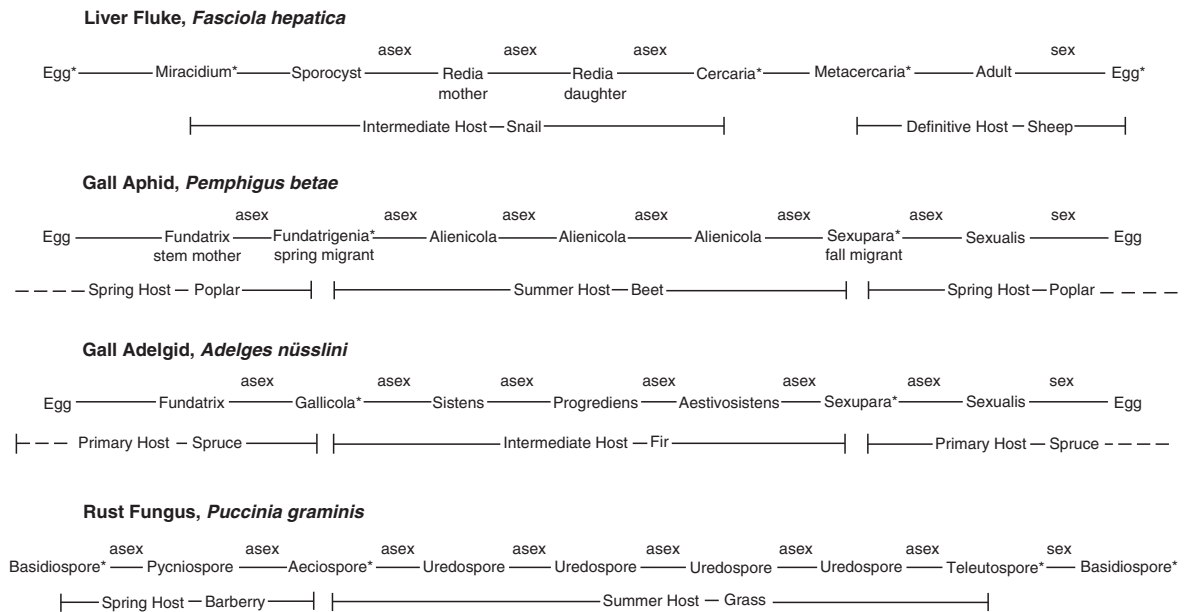 Liver Fluke, Fasciola hepatica
asex asex asex sex
Egg* Miracidium* Sporocyst Redia Redia Cercaria* Metacercaria* Adult Egg*
mother daughter
Intermediate Host – Snail Definitive Host – Sheep
Gall Aphid, Pemphigus betae
asex asex asex asex asex asex sex
Egg Fundatrix Fundatrigenia* Alienicola Alienicola Alienicola Sexupara* Sexualis Egg
stem mother spring migrant fall migrant
Spring Host – Poplar Summer Host – Beet Spring Host – Poplar
Gall Adelgid, Adelges nüsslini
asex asex asex asex asex asex sex
Egg Fundatrix Gallicola* Sistens Progrediens Aestivosistens Sexupara* Sexualis Egg
Primary Host – Spruce Intermediate Host – Fir Primary Host – Spruce
Rust Fungus, Puccinia graminis
asex asex asex asex asex asex asex sex
Basidiospore* Pycniospore Aeciospore* Uredospore Uredospore Uredospore Uredospore Teleutospore* Basidiospore*
Spring Host – Barberry Summer Host – Grass